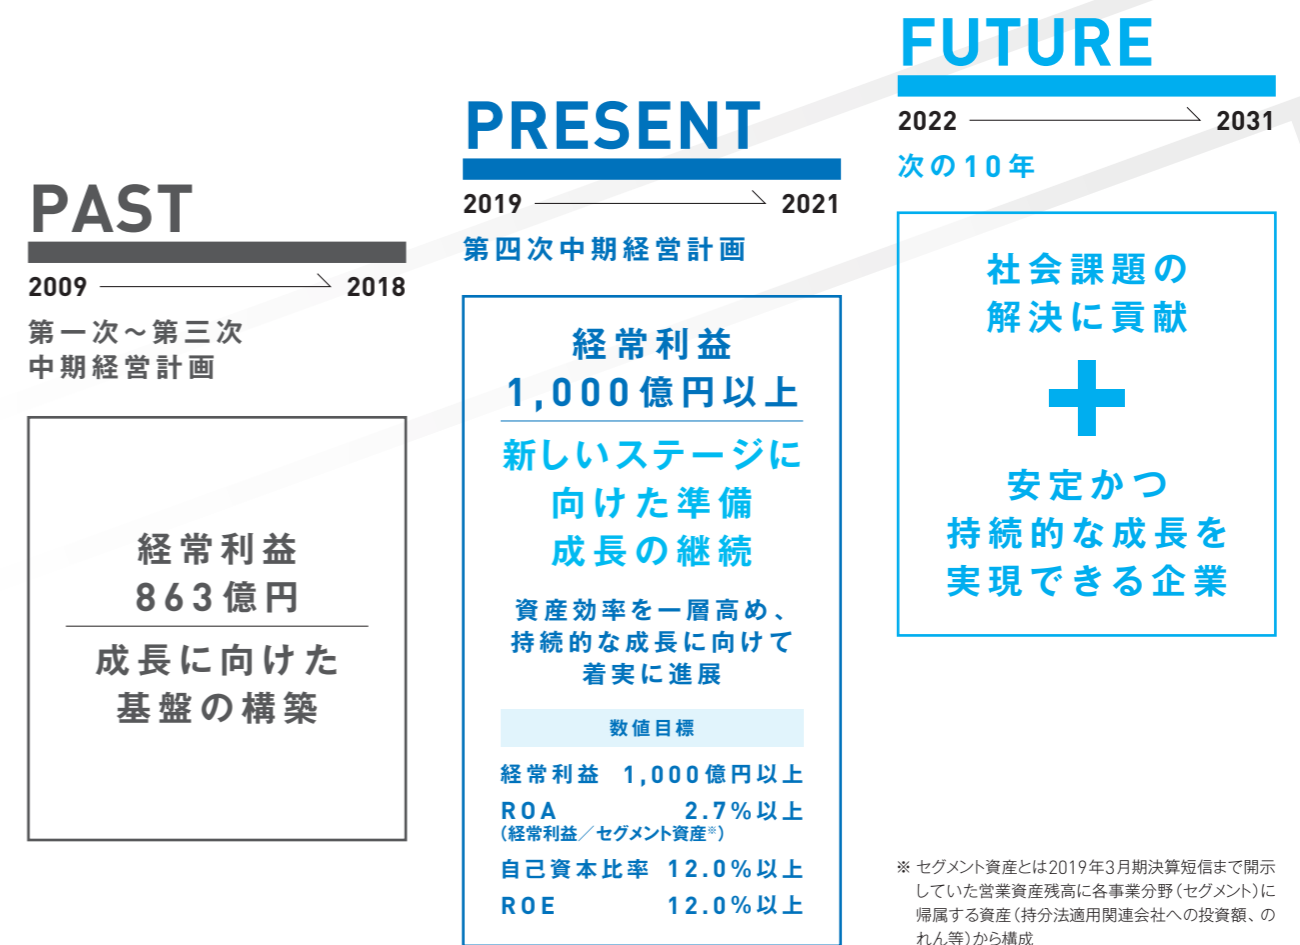 PAST
2009 2018
第一次～第三次
中期経営計画
経常利益
863億円
成長に向けた
基盤の構築
PRESENT
2019 2021
第四次中期経営計画
経常利益
1,000億円以上
新しいステージに
向けた準備
成長の継続
資産効率を一層高め、
持続的な成長に向けて
着実に進展
数値目標
経常利益 1,000億円以上
ROA 2.7%以上
(経常利益／セグメント資産※)
自己資本比率 12.0%以上
ROE 12.0%以上
FUTURE
2022 2031
次の10年
社会課題の
解決に貢献
+
安定かつ
持続的な成長を
実現できる企業
※ セグメント資産とは2019年3月期決算短信まで開示
していた営業資産残高に各事業分野(セグメント)に
帰属する資産(持分法適用関連会社への投資額、の
れん等)から構成